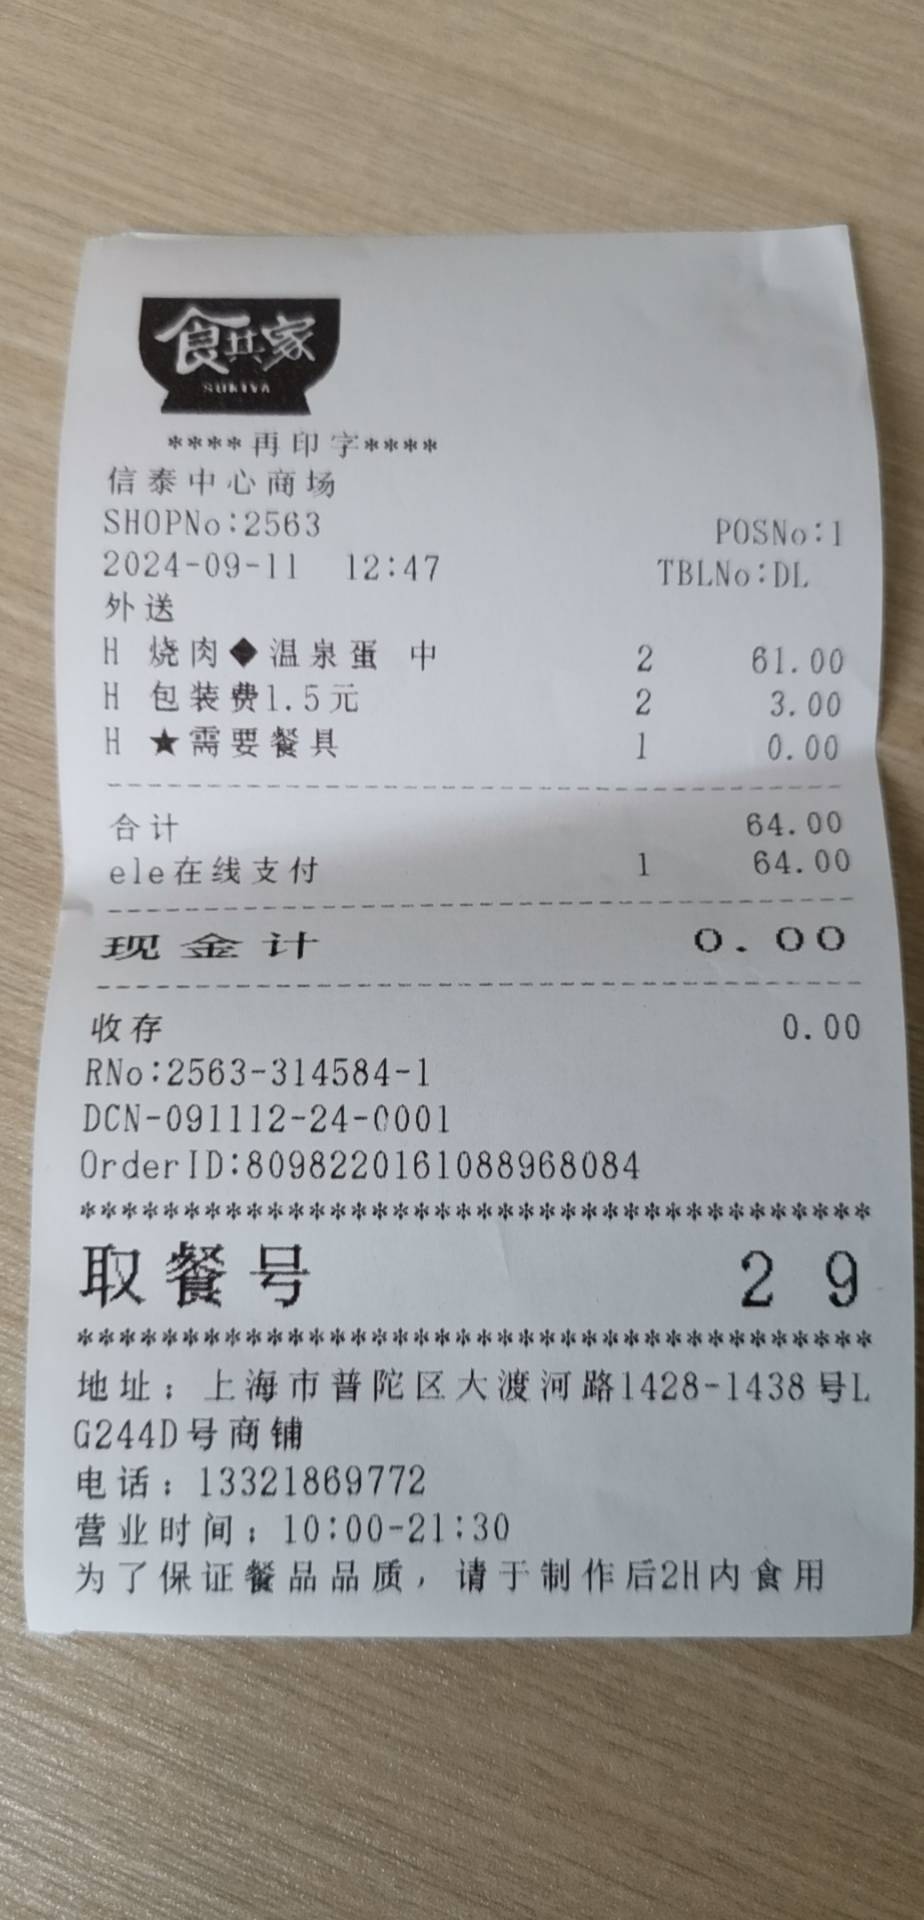 食其家
SUKIYA
****再印字****
信泰中心商场
SHOPNo:2563 POSNo:1
2024-09-11 12:47 TBLNo:DL
外送
H 烧肉◆温泉蛋 中 2 61.00
H 包装费1.5元 2 3.00
H ★需要餐具 1 0.00
合计 64.00
ele在线支付 1 64.00
现金计 0.00
收存 0.00
RNo:2563-314584-1
DCN-091112-24-0001
OrderID:8098220161088968084
**************************************
取餐号 29
**************************************
地址：上海市普陀区大渡河路1428-1438号L
G244D号商铺
电话：13321869772
营业时间：10:00-21:30
为了保证餐品品质，请于制作后2H内食用